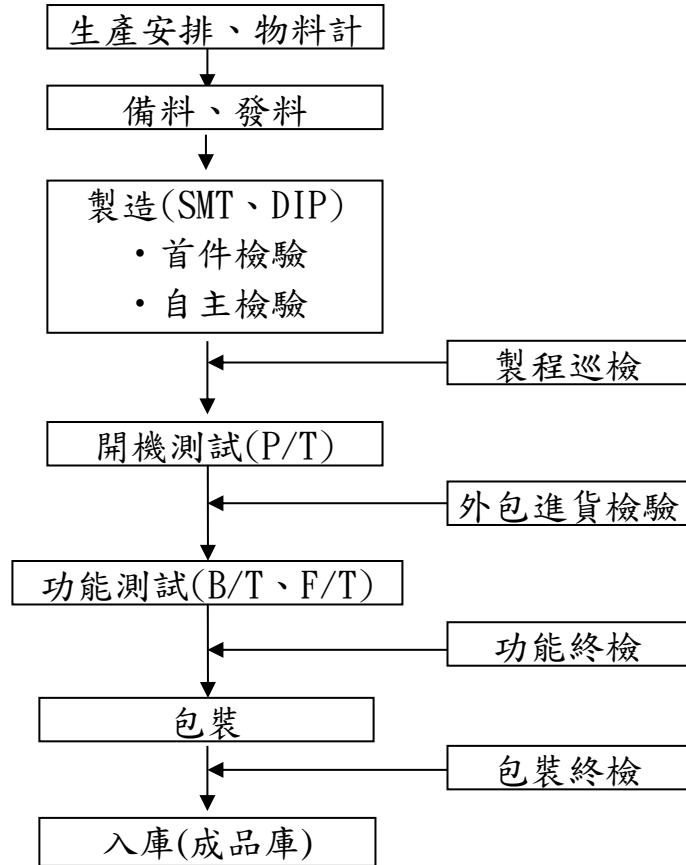 生產安排、物料計
備料、發料
製造(SMT、DIP)
・首件檢驗
・自主檢驗
製程巡檢
開機測試(P/T)
外包進貨檢驗
功能測試(B/T、F/T)
功能終檢
包裝
包裝終檢
入庫(成品庫)